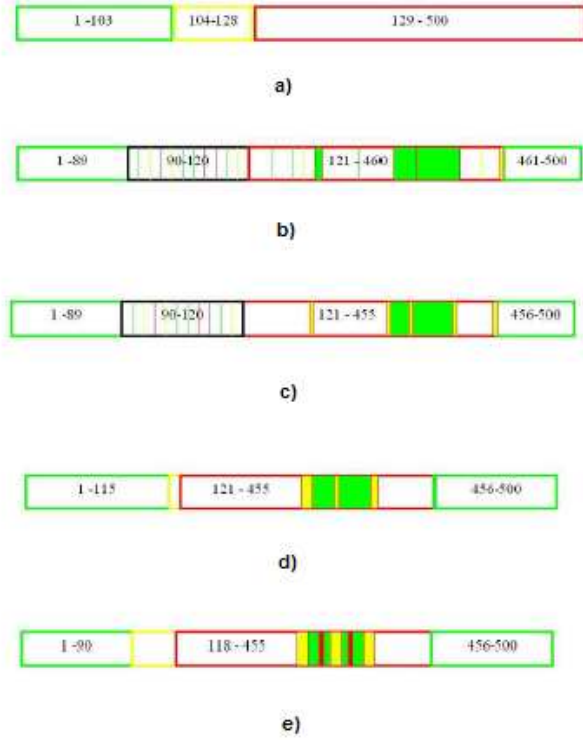 1 -103 104-128 129 - 500
a)
1 -89 90-120 121 - 460 461-500
b)
1 -89 90-120 121 - 455 456-500
c)
1 -115 121 - 455 456-500
d)
1 -90 118 - 455 456-500
e)